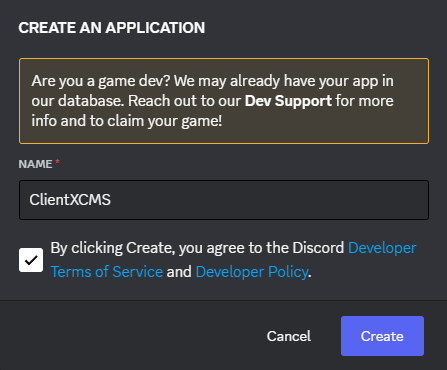 CREATE AN APPLICATION
Are you a game dev? We may already have your app in
our database. Reach out to our Dev Support for more
info and to claim your game!
NAME *
ClientXCMS
By clicking Create, you agree to the Discord Developer
Terms of Service and Developer Policy.
Cancel
Create